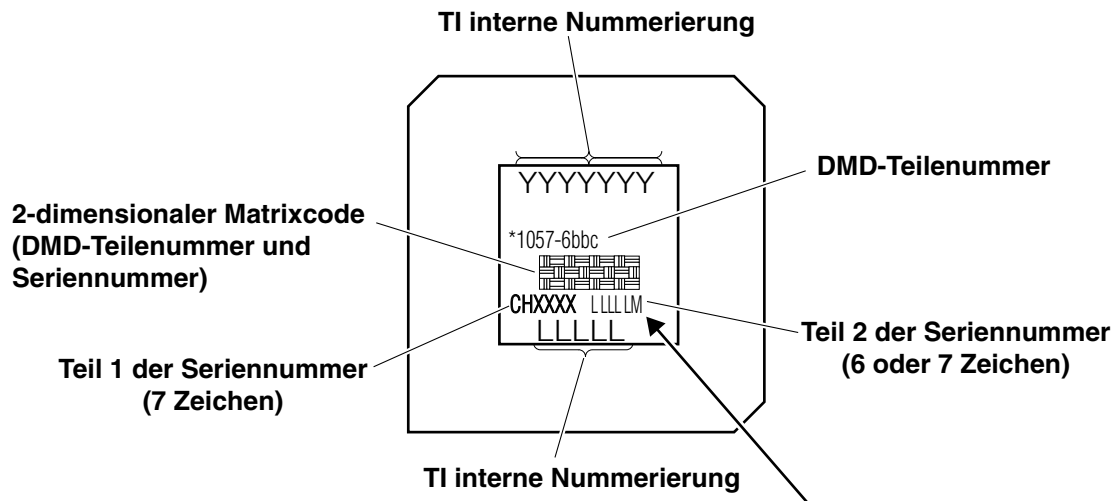 TI interne Nummerierung
YYYYYYY
DMD-Teilenummer
2-dimensionaler Matrixcode
(DMD-Teilenummer und
Seriennummer)
*1057-6bbc
CHXXXX LLLLLM
LLLLL
Teil 1 der Seriennummer
(7 Zeichen)
Teil 2 der Seriennummer
(6 oder 7 Zeichen)
TI interne Nummerierung